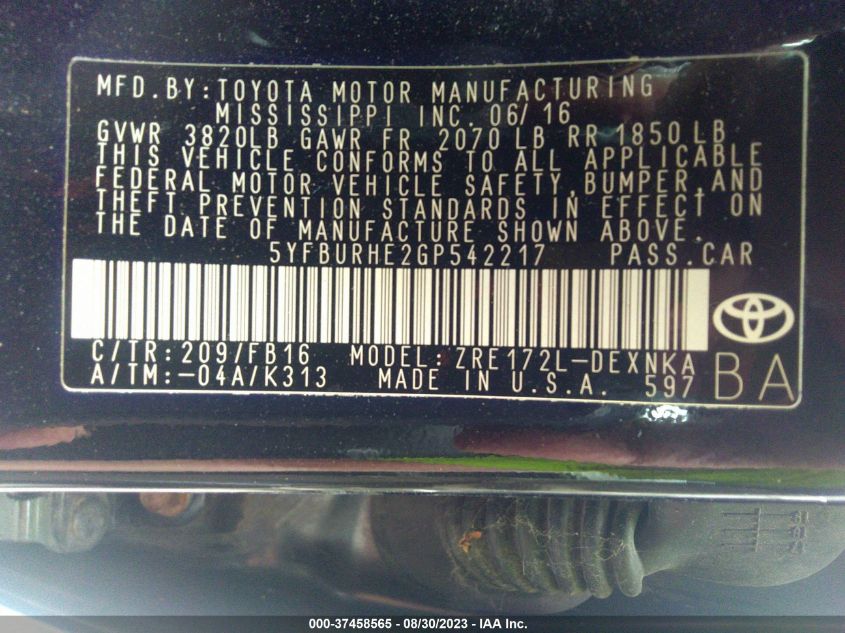 MFD.BY:TOYOTA MOTOR MANUFACTURING
MISSISSIPPI INC. 06/16
GVWR 3820LB GAWR FR 2070 LB RR 1850 LB
THIS VEHICLE CONFORMS TO ALL APPLICABLE
FEDERAL MOTOR VEHICLE SAFETY,BUMPER,AND
THEFT PREVENTION STANDARDS IN EFFECT ON
THE DATE OF MANUFACTURE SHOWN ABOVE.
5YFBURHE2GP542217 PASS.CAR
C/TR:209/FB16 MODEL:ZRE172L-DEXNKA
A/TM:-04A/K313 MADE IN U.S.A. 597 BA
000-37458565 - 08/30/2023 - IAA Inc.